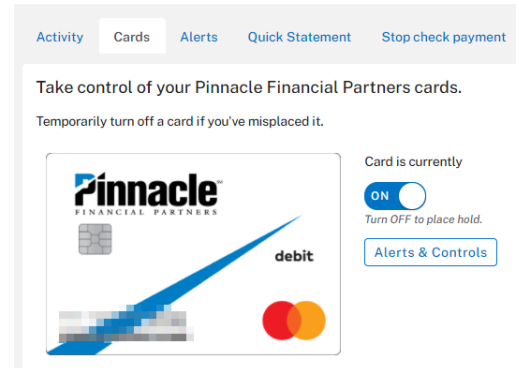 Activity Cards Alerts Quick Statement Stop check payment
Take control of your Pinnacle Financial Partners cards.
Temporarily turn off a card if you've misplaced it.
Card is currently
ON
Turn OFF to place hold.
Alerts & Controls
Pinnacle™
FINANCIAL PARTNERS
debit